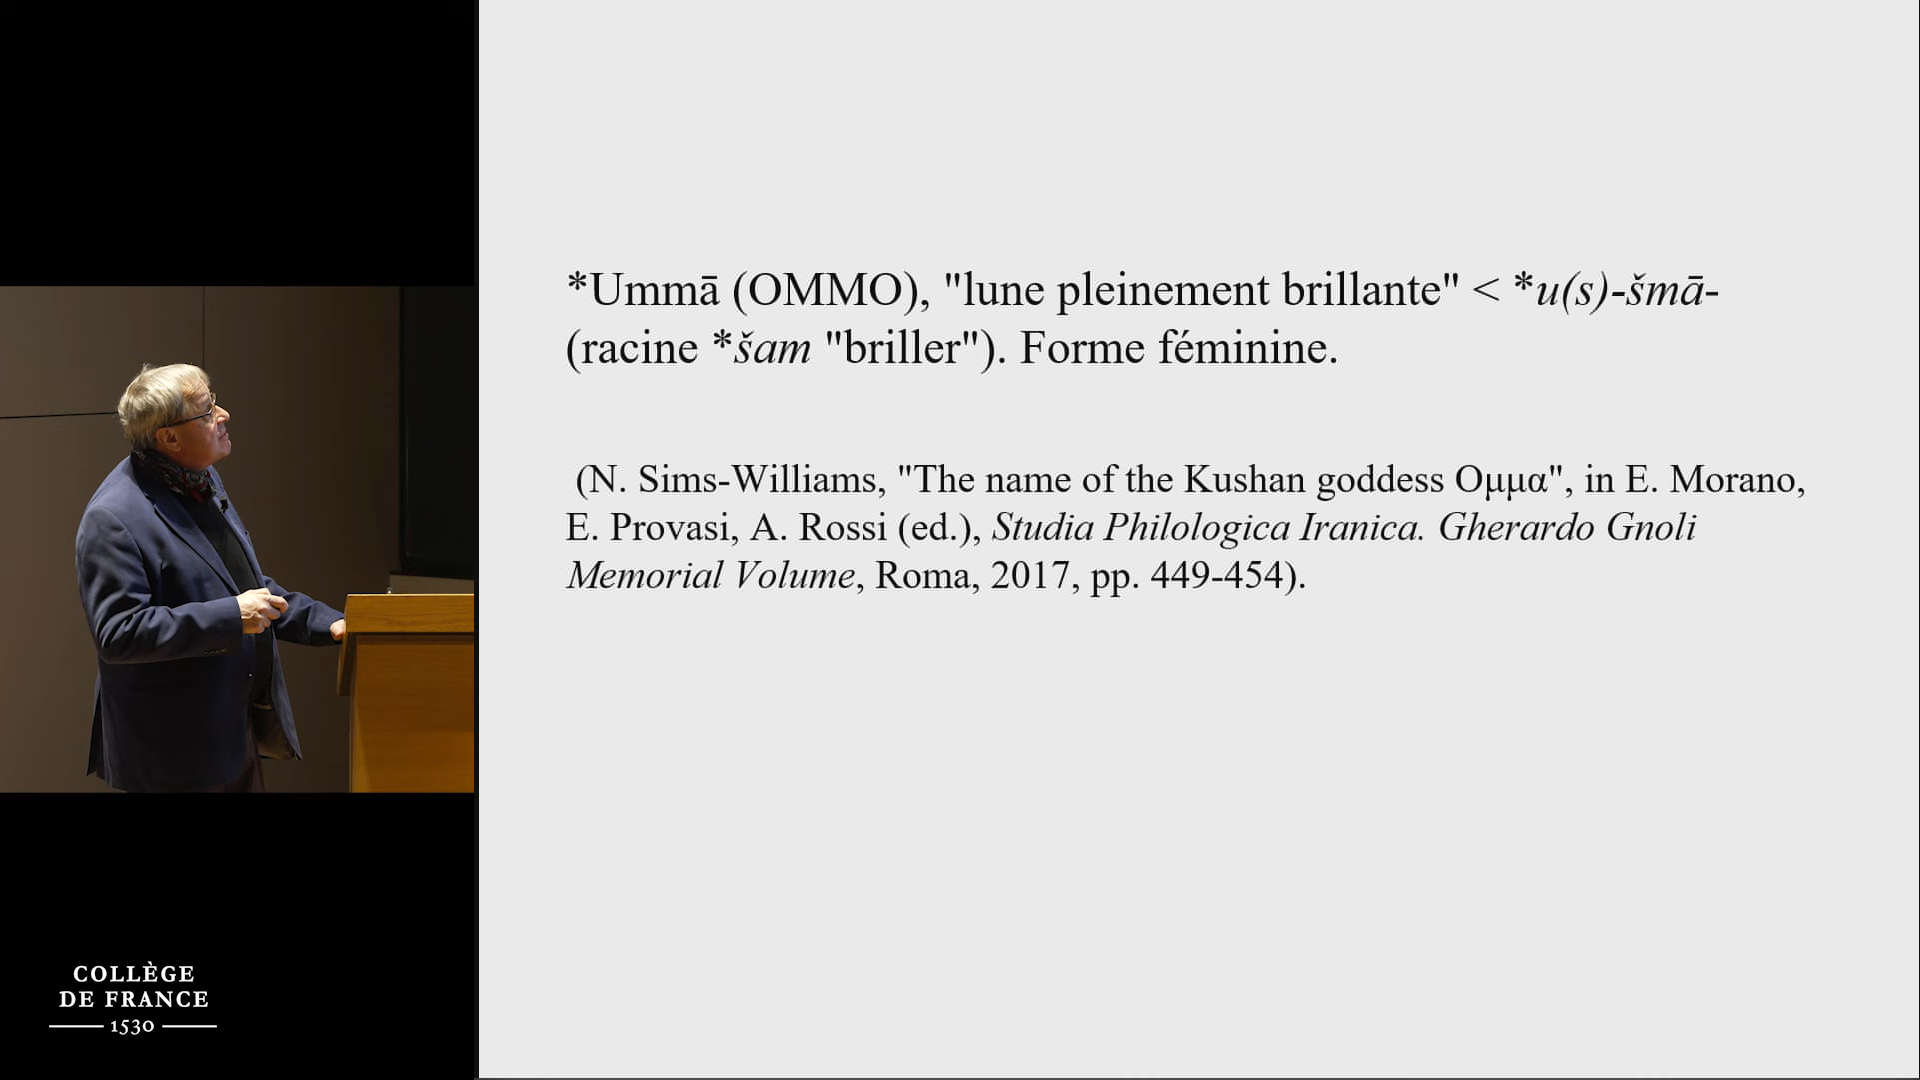 *Ummā (OMMO), "lune pleinement brillante" < *u(s)-šmā-
(racine *šam "briller"). Forme féminine.
(N. Sims-Williams, "The name of the Kushan goddess Ομμα", in E. Morano,
E. Provasi, A. Rossi (ed.), Studia Philologica Iranica. Gherardo Gnoli
Memorial Volume, Roma, 2017, pp. 449-454).
COLLÈGE
DE FRANCE
1530